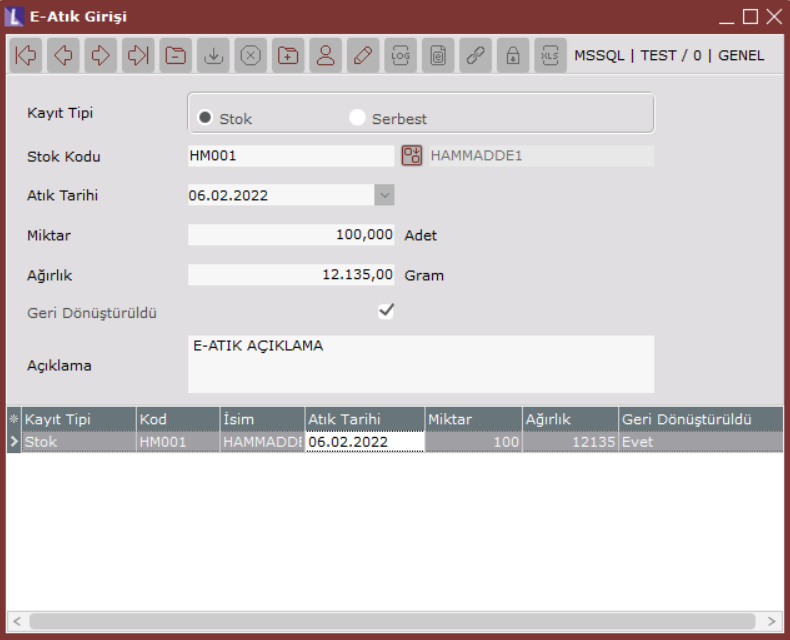 E-Atık Girişi
LOG XLS MSSQL | TEST / 0 | GENEL
Kayıt Tipi Stok Serbest
Stok Kodu HM001 HAMMADDE1
Atık Tarihi 06.02.2022
Miktar 100,000 Adet
Ağırlık 12.135,00 Gram
Geri Dönüştürüldü
Açıklama E-ATIK AÇIKLAMA
Kayıt Tipi Kod İsim Atık Tarihi Miktar Ağırlık Geri Dönüştürüldü
Stok HM001 HAMMADDE 06.02.2022 100 12135 Evet